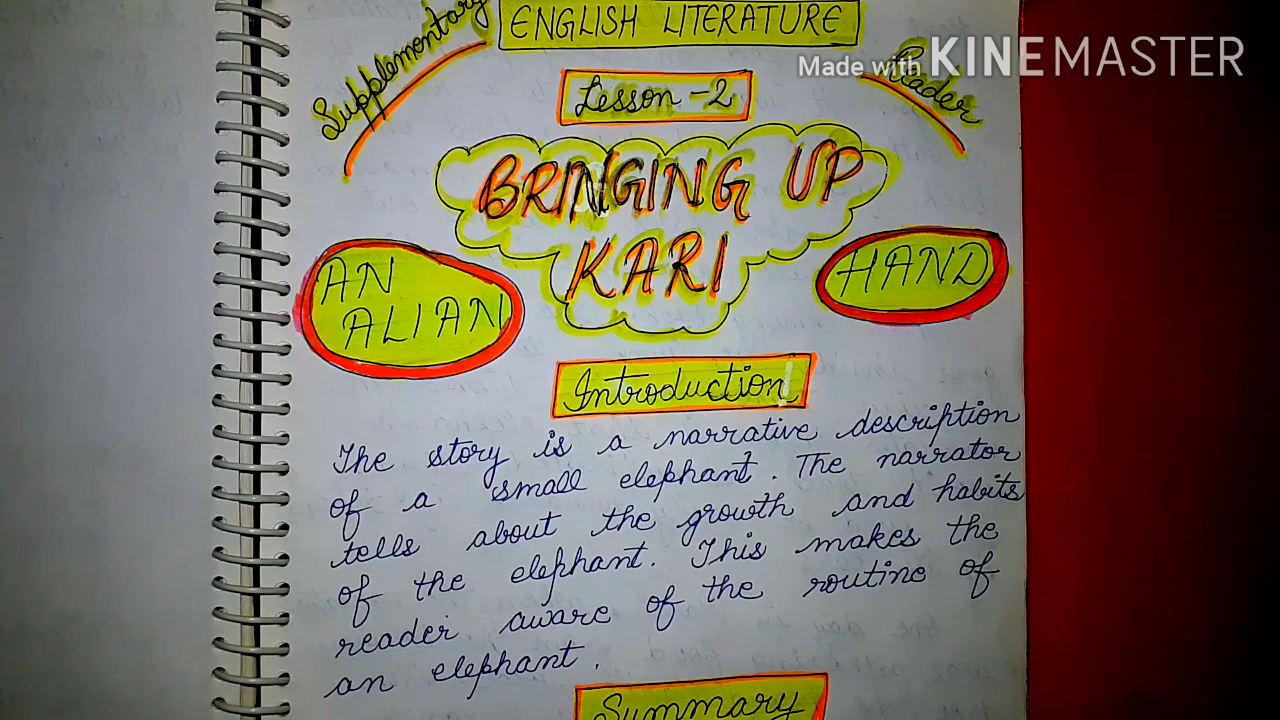 ENGLISH LITERATURE
Supplementary Reader
Made with KINEMASTER
Lesson -2
BRINGING UP
KARI
AN
ALIAN
HAND
Introduction
The story is a narrative description
of a small elephant. The narrator
tells about the growth and habits
of the elephant. This makes the
reader aware of the routine of
an elephant.
Summary